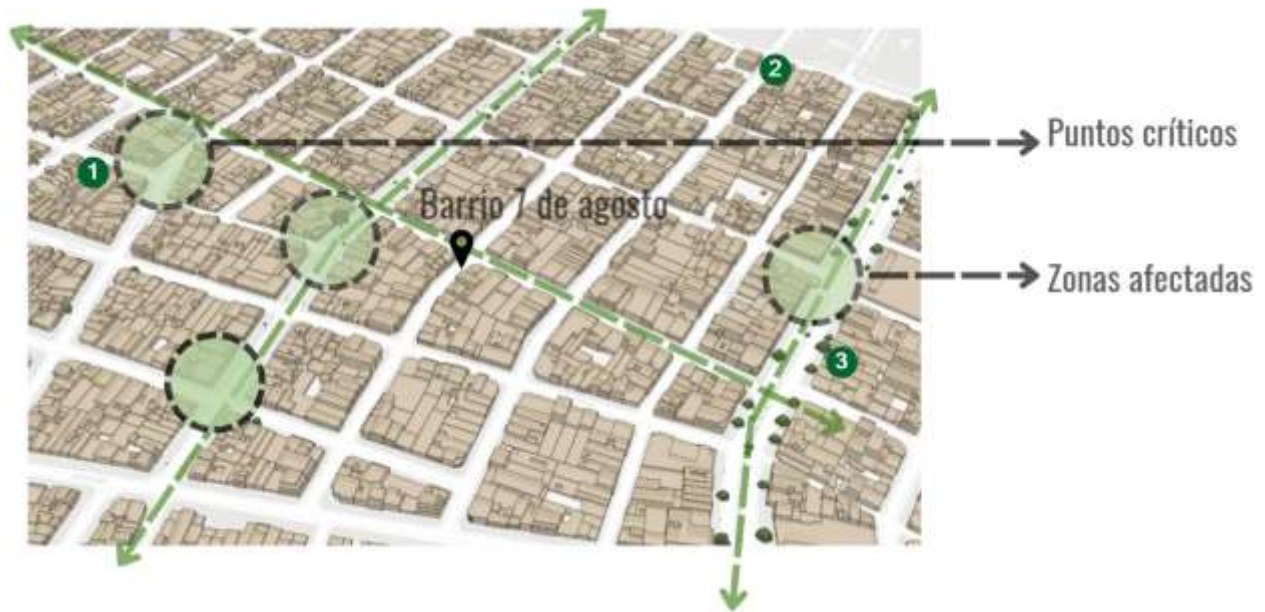 2
Puntos críticos
1
Barrio 7 de agosto
Zonas afectadas
3